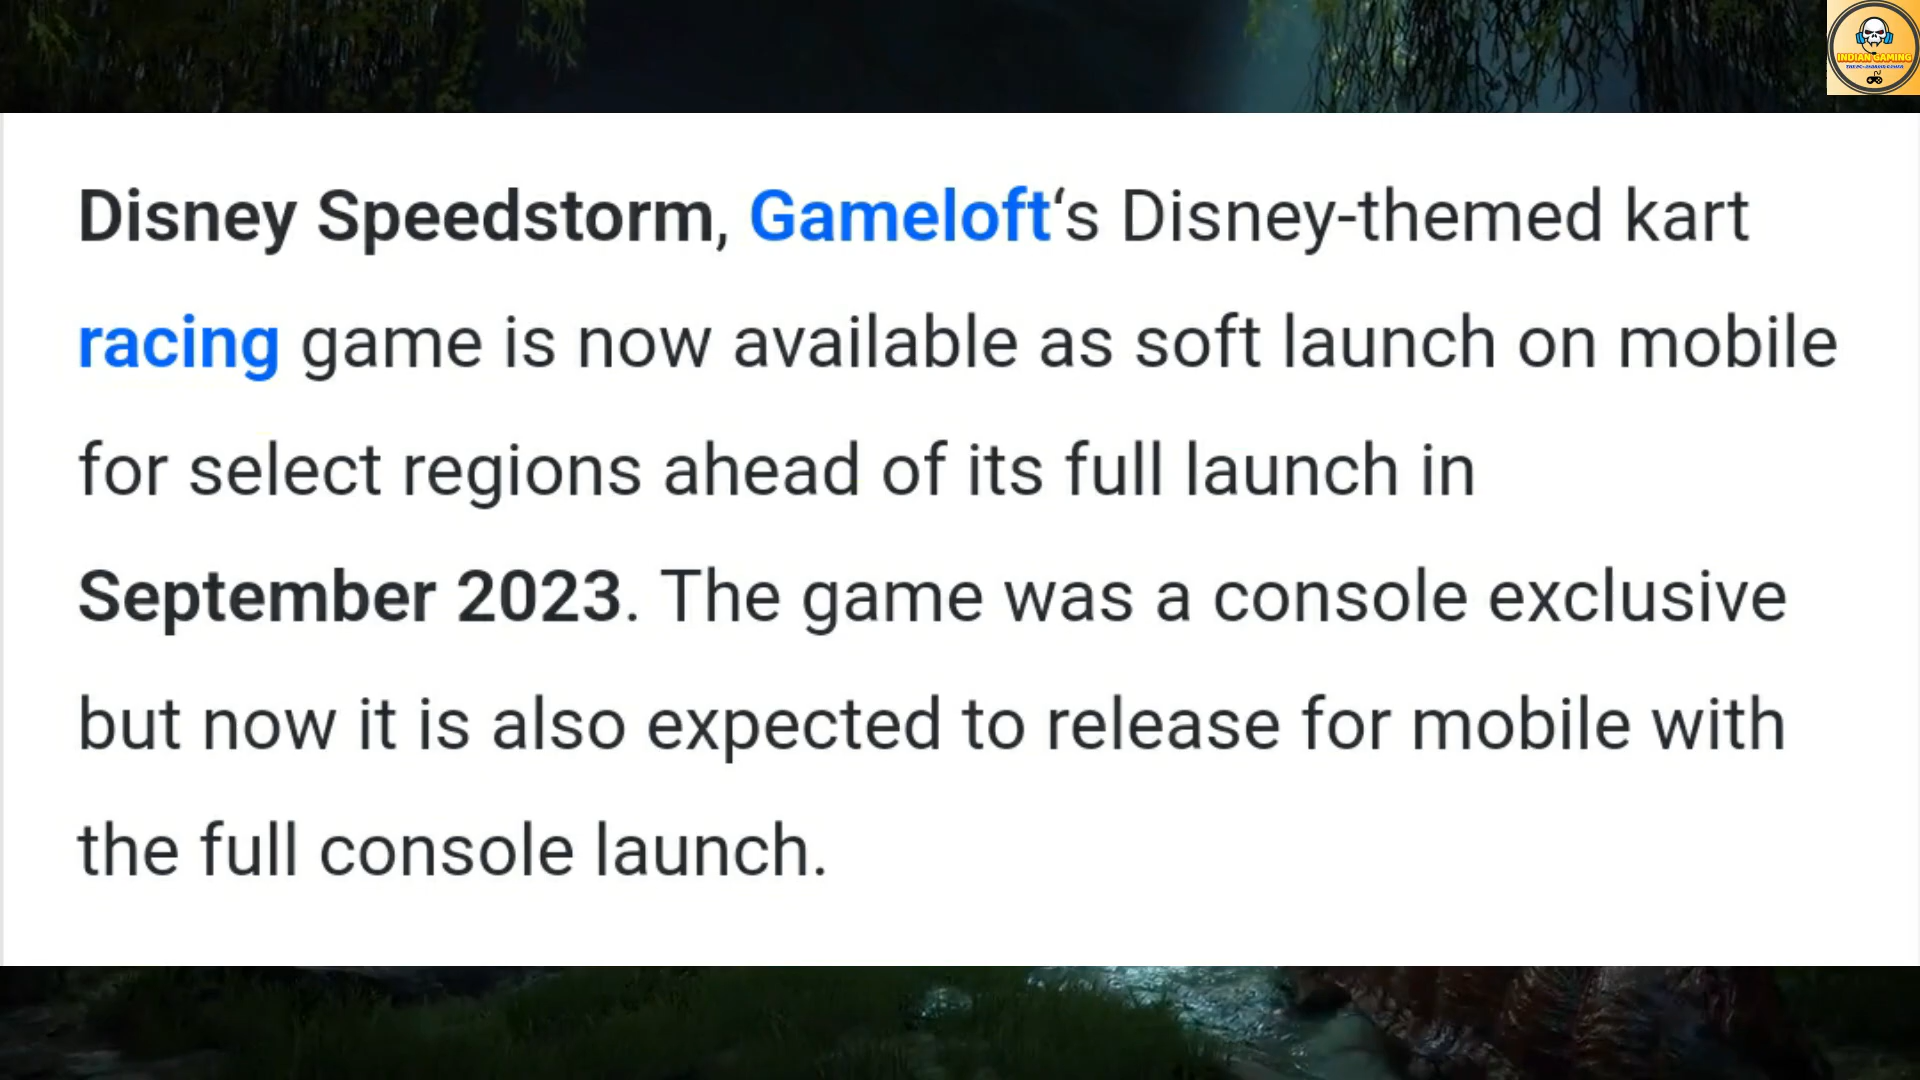 INDIAN GAMING
Disney Speedstorm, Gameloft‘s Disney-themed kart
racing game is now available as soft launch on mobile
for select regions ahead of its full launch in
September 2023. The game was a console exclusive
but now it is also expected to release for mobile with
the full console launch.